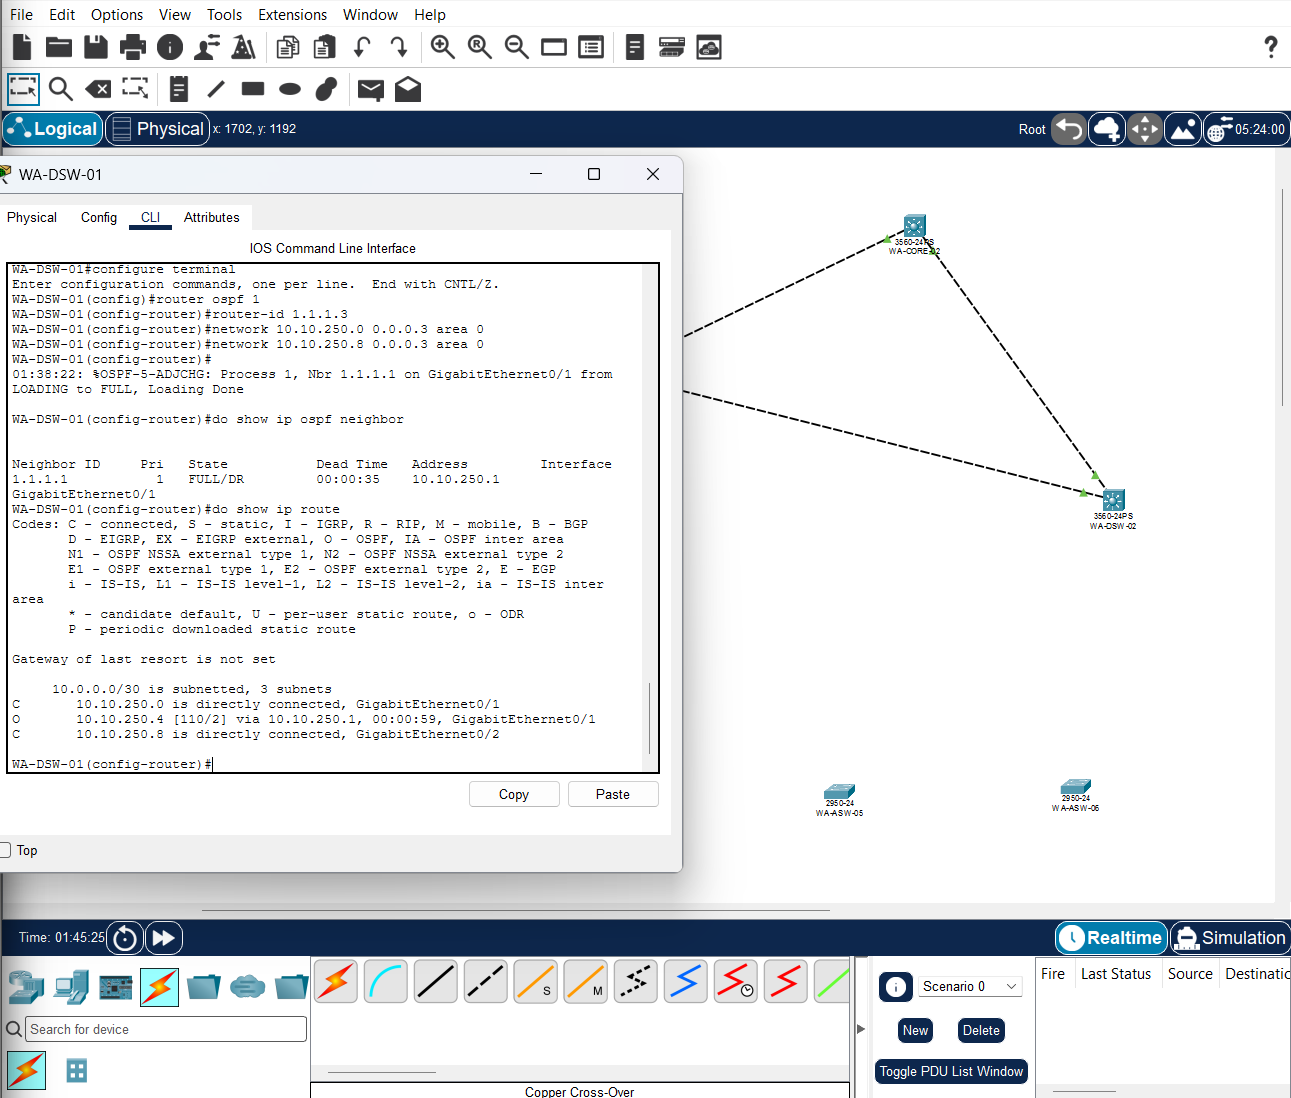 File Edit Options View Tools Extensions Window Help
Logical Physical x: 1702, y: 1192 Root 05:24:00
WA-DSW-01
Physical Config CLI Attributes
IOS Command Line Interface
WA-DSW-01#configure terminal
Enter configuration commands, one per line. End with CNTL/Z.
WA-DSW-01(config)#router ospf 1
WA-DSW-01(config-router)#router-id 1.1.1.3
WA-DSW-01(config-router)#network 10.10.250.0 0.0.0.3 area 0
WA-DSW-01(config-router)#network 10.10.250.8 0.0.0.3 area 0
WA-DSW-01(config-router)#
01:38:22: %OSPF-5-ADJCHG: Process 1, Nbr 1.1.1.1 on GigabitEthernet0/1 from
LOADING to FULL, Loading Done
WA-DSW-01(config-router)#do show ip ospf neighbor
Neighbor ID Pri State Dead Time Address Interface
1.1.1.1 1 FULL/DR 00:00:35 10.10.250.1
GigabitEthernet0/1
WA-DSW-01(config-router)#do show ip route
Codes: C - connected, S - static, I - IGRP, R - RIP, M - mobile, B - BGP
D - EIGRP, EX - EIGRP external, O - OSPF, IA - OSPF inter area
N1 - OSPF NSSA external type 1, N2 - OSPF NSSA external type 2
E1 - OSPF external type 1, E2 - OSPF external type 2, E - EGP
i - IS-IS, L1 - IS-IS level-1, L2 - IS-IS level-2, ia - IS-IS inter
area
* - candidate default, U - per-user static route, o - ODR
P - periodic downloaded static route
Gateway of last resort is not set
10.0.0.0/30 is subnetted, 3 subnets
C 10.10.250.0 is directly connected, GigabitEthernet0/1
O 10.10.250.4 [110/2] via 10.10.250.1, 00:00:59, GigabitEthernet0/1
C 10.10.250.8 is directly connected, GigabitEthernet0/2
WA-DSW-01(config-router)#
Copy Paste
Top
3560-24PS
WA-CORE-02
3560-24PS
WA-DSW-02
2950-24
WA-ASW-05
2950-24
WA-ASW-06
Time: 01:45:25 Realtime Simulation
S M
Search for device
Copper Cross-Over
Scenario 0
New Delete
Toggle PDU List Window
Fire Last Status Source Destinatic